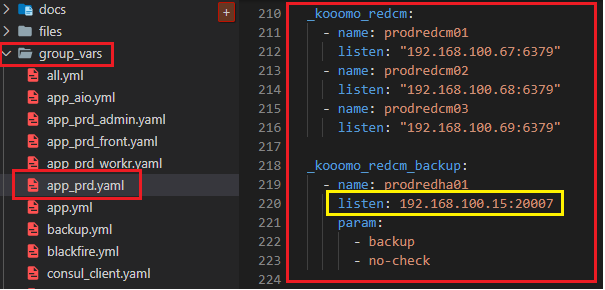 docs
files
group_vars
all.yml
app_aio.yml
app_prd_admin.yaml
app_prd_front.yaml
app_prd_workr.yaml
app_prd.yaml
app.yml
backup.yml
blackfire.yml
consul_client.yaml
+
210 _kooomo_redcm:
211 - name: prodredcm01
212 listen: "192.168.100.67:6379"
213 - name: prodredcm02
214 listen: "192.168.100.68:6379"
215 - name: prodredcm03
216 listen: "192.168.100.69:6379"
217
218 _kooomo_redcm_backup:
219 - name: prodredha01
220 listen: 192.168.100.15:20007
221 param:
222 - backup
223 - no-check
224